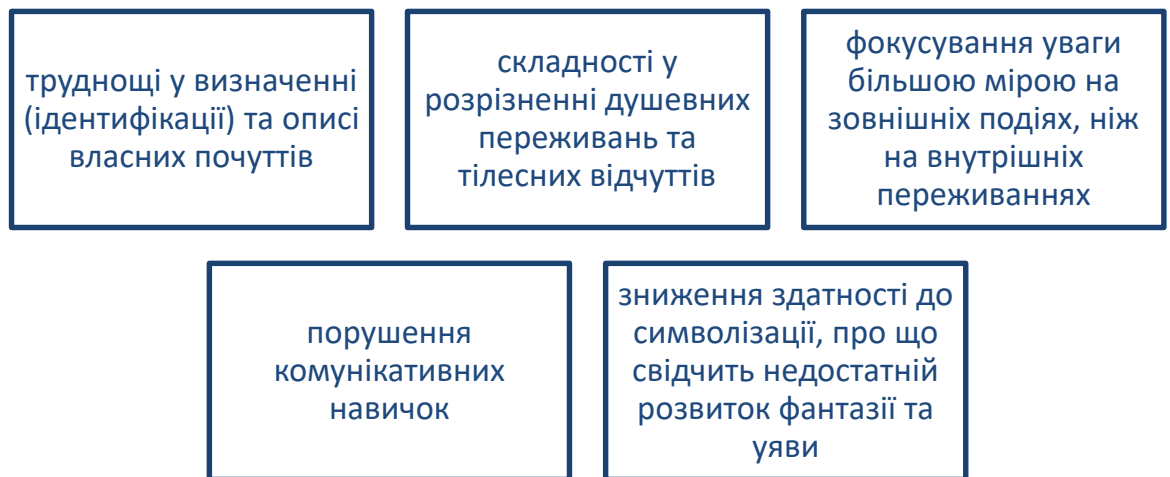 труднощі у визначенні
(ідентифікації) та описі
власних почуттів
складності у
розрізненні душевних
переживань та
тілесних відчуттів
фокусування уваги
більшою мірою на
зовнішніх подіях, ніж
на внутрішніх
переживаннях
порушення
комунікативних
навичок
зниження здатності до
символізації, про що
свідчить недостатній
розвиток фантазії та
уяви